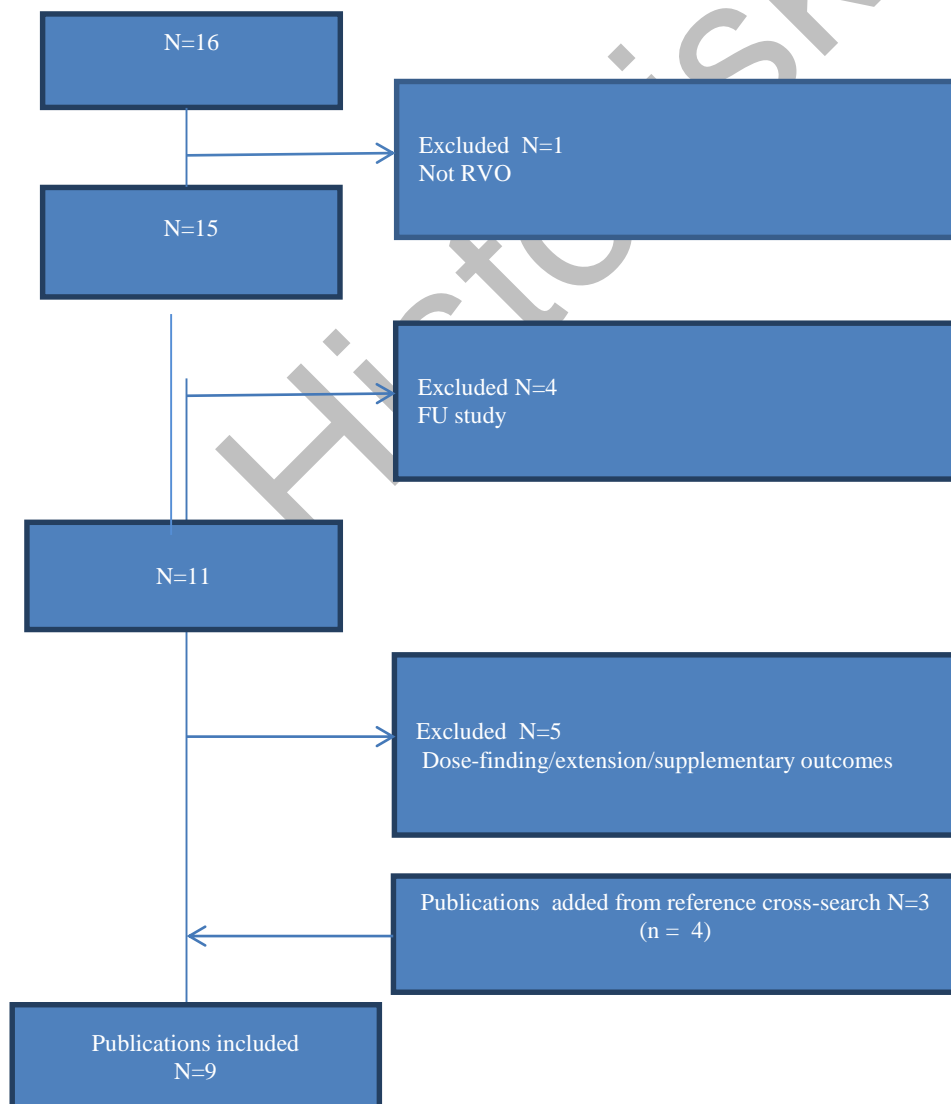 N=16
Excluded N=1
Not RVO
N=15
Excluded N=4
FU study
N=11
Excluded N=5
Dose-finding/extension/supplementary outcomes
Publications added from reference cross-search N=3
(n = 4)
Publications included
N=9
Historisk